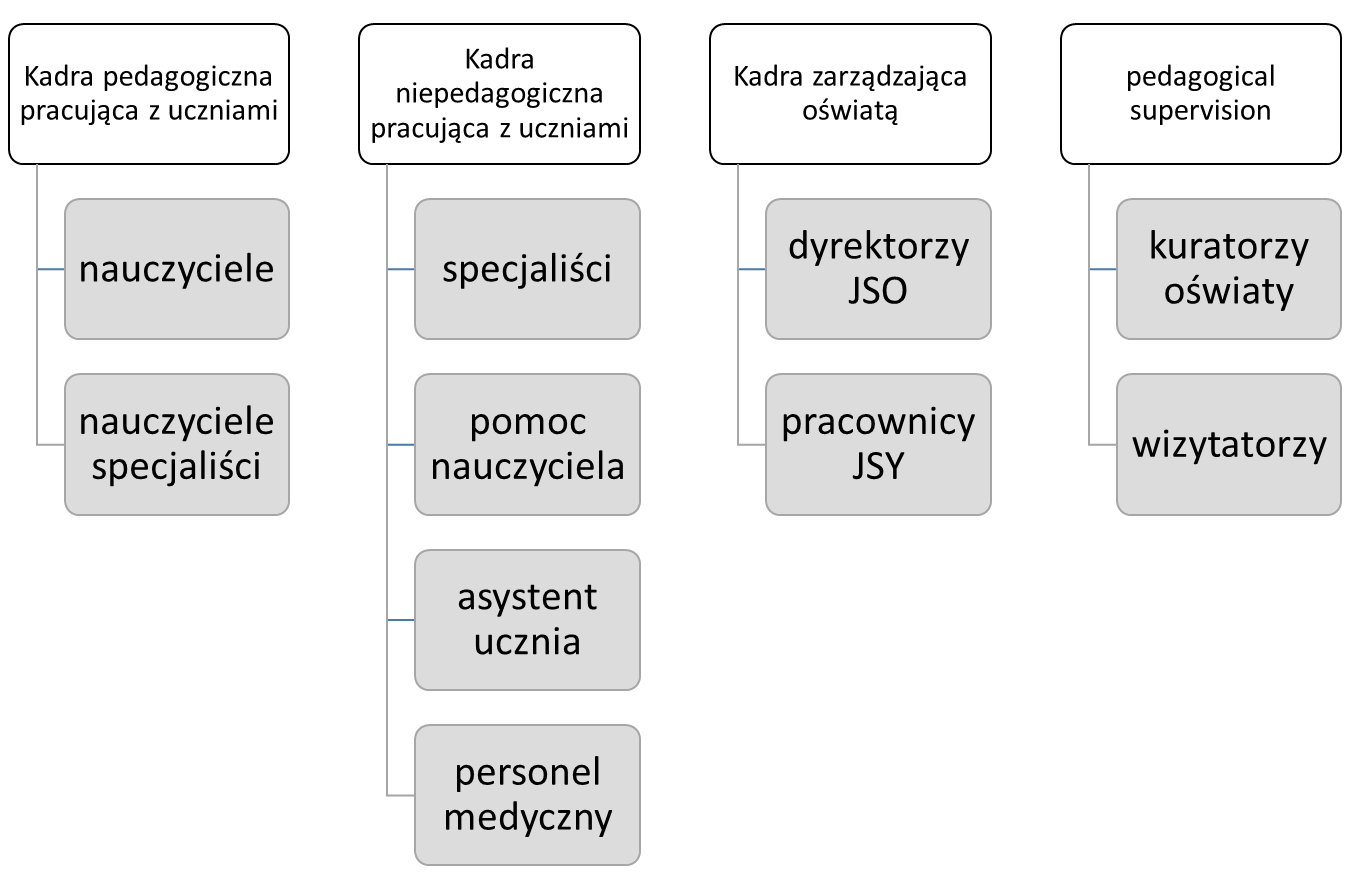 Kadra pedagogiczna
pracująca z uczniami
nauczyciele
nauczyciele
specjaliści
Kadra
niepedagogiczna
pracująca z uczniami
specjaliści
pomoc
nauczyciela
asystent
ucznia
personel
medyczny
Kadra zarządzająca
oświatą
dyrektorzy
JSO
pracownicy
JSY
pedagogical
supervision
kuratorzy
oświaty
wizytatorzy